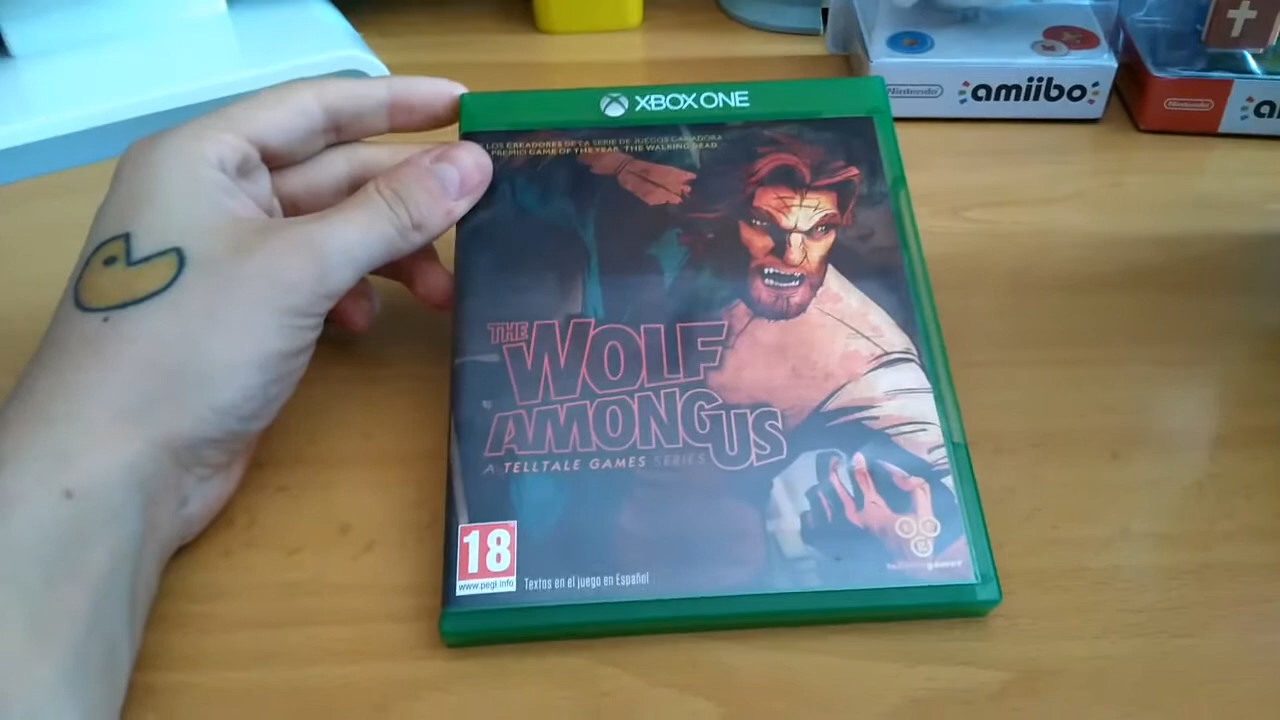 XBOX ONE
Nintendo
amiibo
Nintendo
LOS CREADORES DE LA SERIE DE JUEGOS GANADORA
PREMIO GAME OF THE YEAR, THE WALKING DEAD
THE
WOLF
AMONG US
A TELLTALE GAMES SERIES
18
www.pegi.info
Textos en el juego en Español